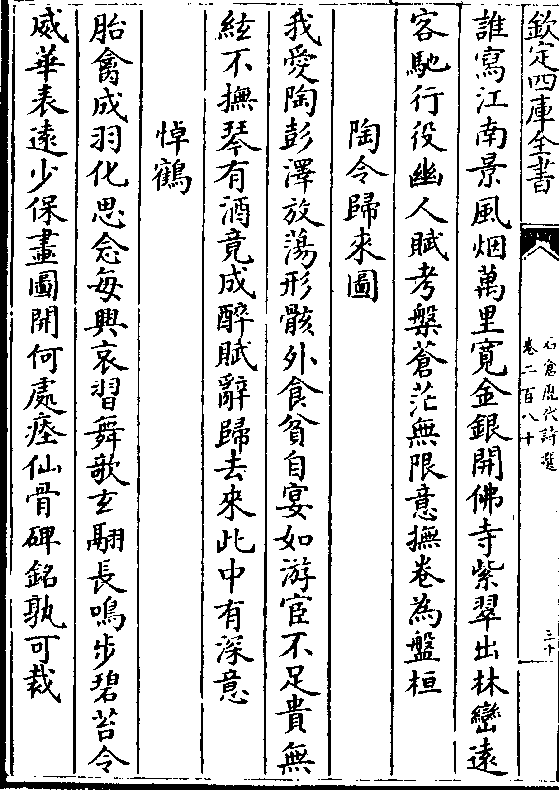 欽定四庫全書
石倉歷代詩選
卷二百八十
三十
誰寫江南景風烟萬里寬金銀開佛寺紫翠出林巒遠
客馳行役幽人賦考槃蒼茫無限意撫卷為盤桓
陶令歸來圖
我愛陶彭澤放蕩形骸外食貧自宴如游宦不足貴無
絃不撫琴有酒竟成醉賦辭歸去來此中有深意
悼鶴
胎禽成羽化思念每興哀習舞歌玄翮長鳴步碧苔令
威華表遠少保畫圖開何處瘞仙骨碑銘孰可裁